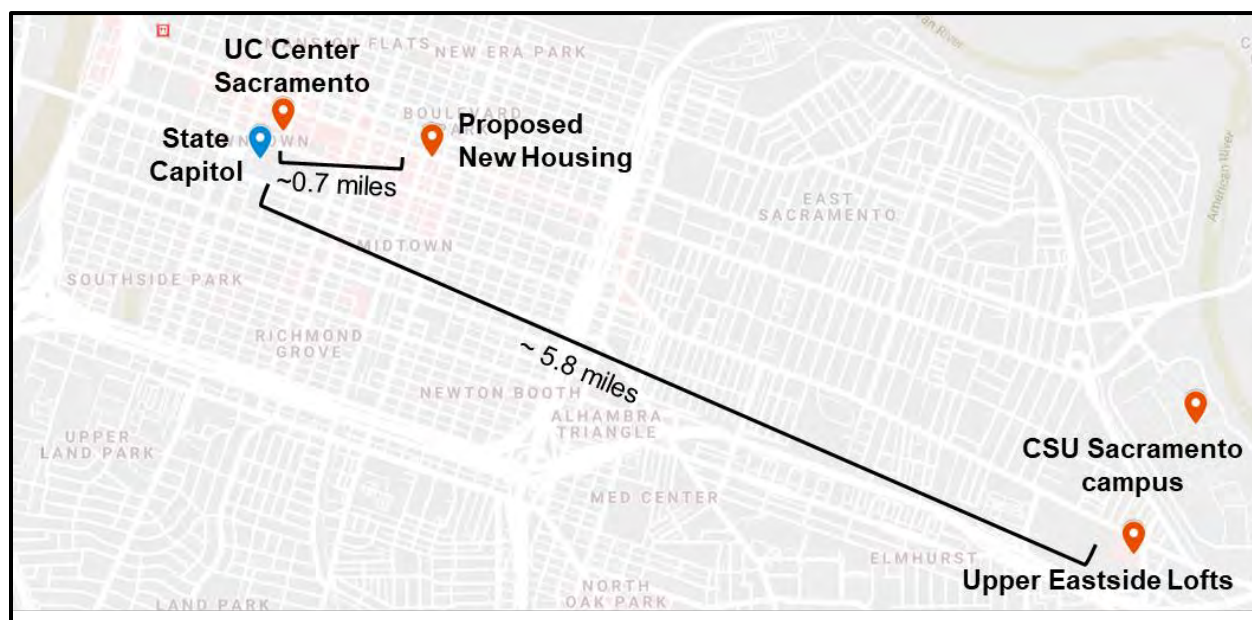 MANSION FLATS
NEW ERA PARK
UC Center
Sacramento
BOULEVARD
PARK
State
Capitol
Proposed
New Housing
~0.7 miles
EAST
SACRAMENTO
American River
MIDTOWN
SOUTHSIDE PARK
RICHMOND
GROVE
~ 5.8 miles
NEWTON BOOTH
ALHAMBRA
TRIANGLE
UPPER
LAND PARK
CSU Sacramento
campus
MED CENTER
ELMHURST
Upper Eastside Lofts
NORTH
OAK PARK
LAND PARK